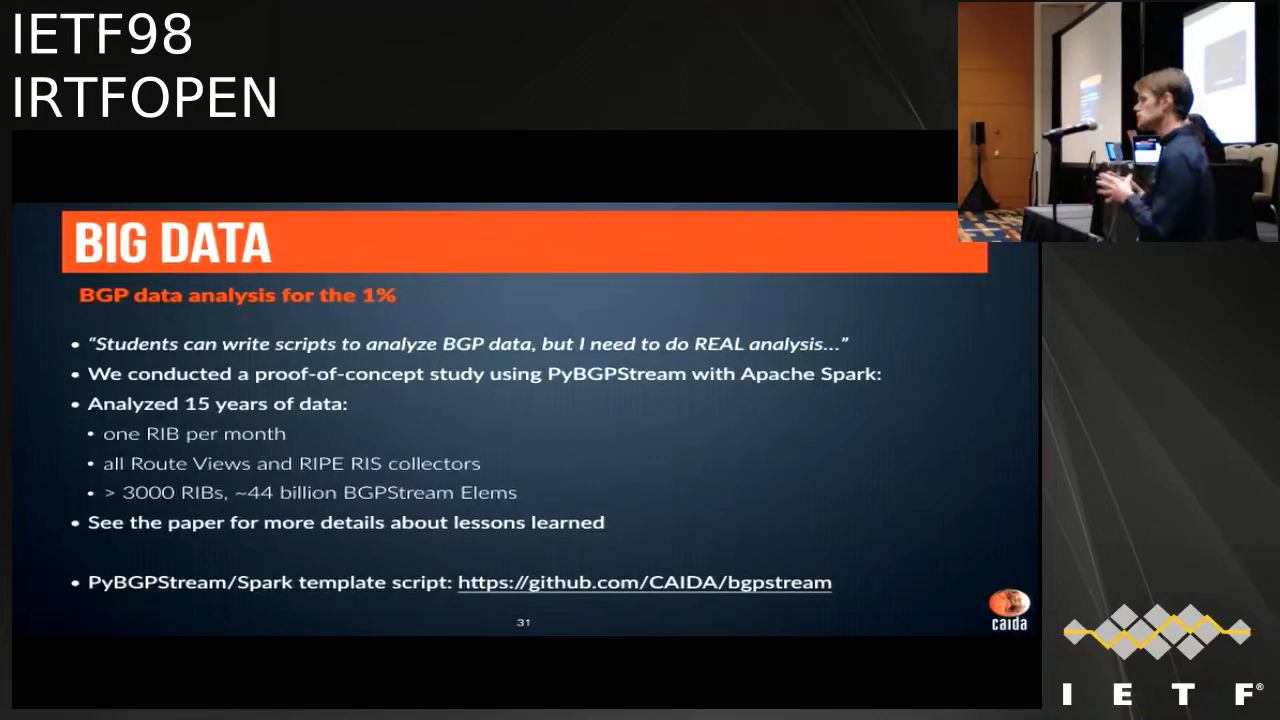 IETF98
IRTFOPEN
BIG DATA
BGP data analysis for the 1%
• “Students can write scripts to analyze BGP data, but I need to do REAL analysis...”
• We conducted a proof-of-concept study using PyBGPStream with Apache Spark:
• Analyzed 15 years of data:
• one RIB per month
• all Route Views and RIPE RIS collectors
• > 3000 RIBs, ~44 billion BGPStream Elems
• See the paper for more details about lessons learned
• PyBGPStream/Spark template script: https://github.com/CAIDA/bgpstream
31
caida
I E T F®